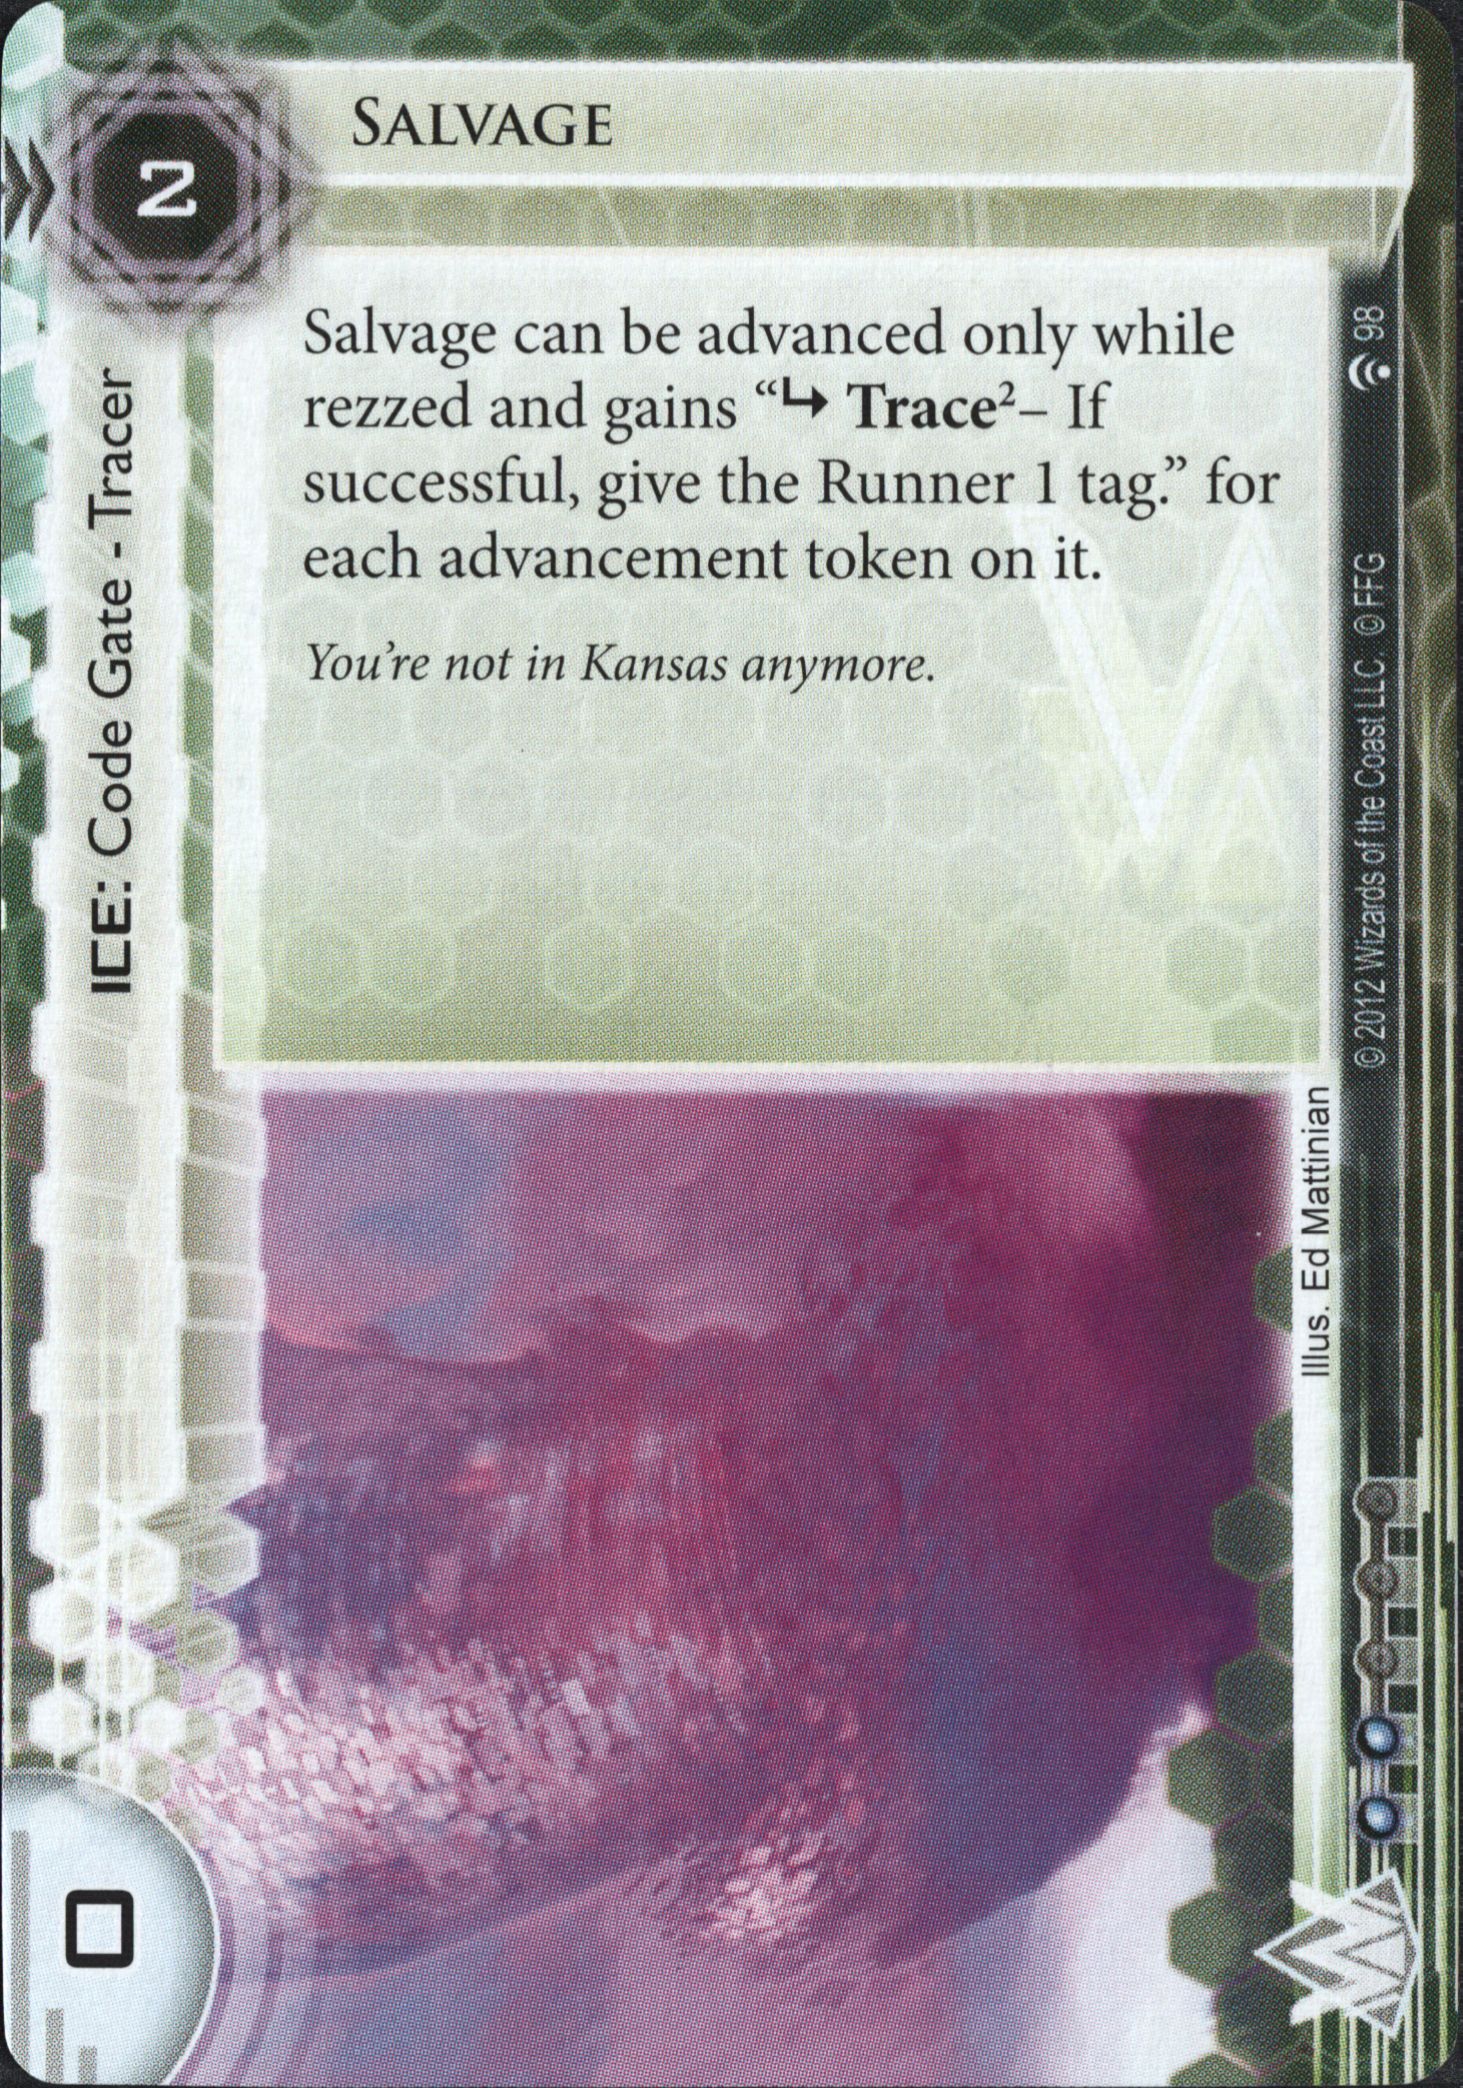 2
SALVAGE
ICE: Code Gate - Tracer
Salvage can be advanced only while
rezzed and gains “↳ Trace²– If
successful, give the Runner 1 tag.” for
each advancement token on it.
You’re not in Kansas anymore.
98
© 2012 Wizards of the Coast LLC. © FFG
Illus. Ed Mattinian
0